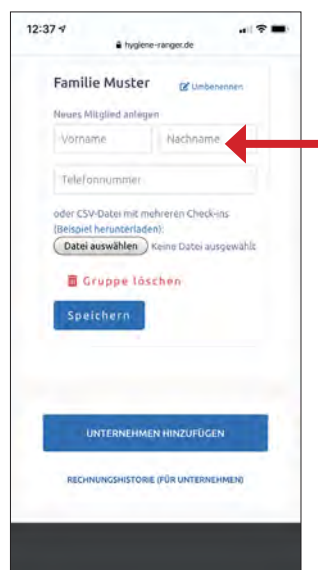 12:37
hygiene-ranger.de
Familie Muster Umbenennen
Neues Mitglied anlegen
Vorname Nachname
Telefonnummer
oder CSV-Datei mit mehreren Check-ins
(Beispiel herunterladen):
Datei auswählen Keine Datei ausgewählt
Gruppe löschen
Speichern
UNTERNEHMEN HINZUFÜGEN
RECHNUNGSHISTORIE (FÜR UNTERNEHMEN)